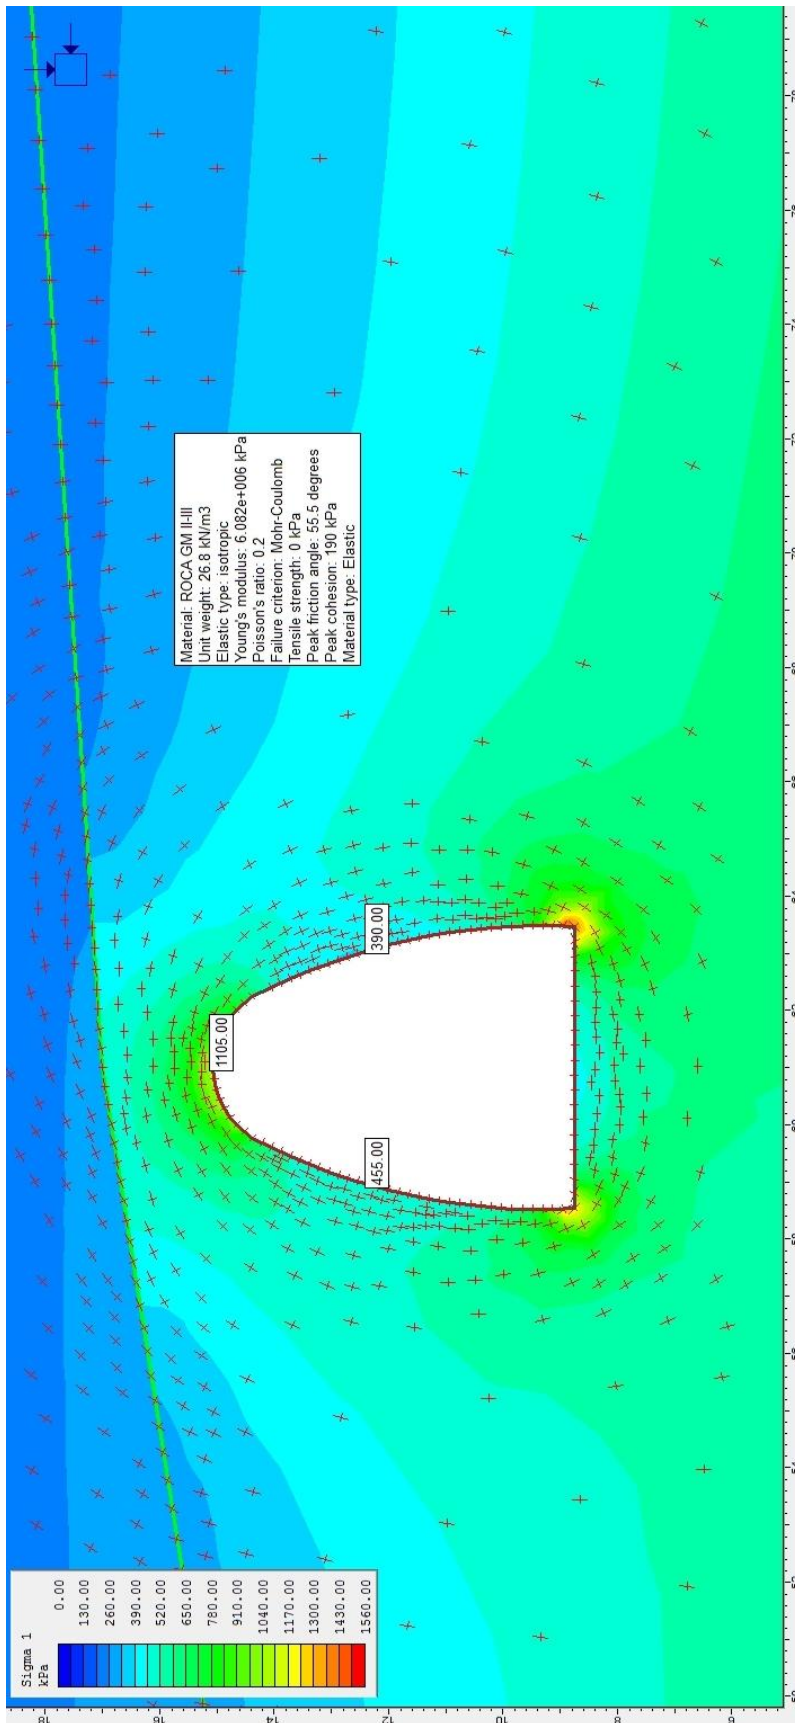 Material: ROCA GM II-III
Unit weight: 26.8 kN/m3
Elastic type: isotropic
Young's modulus: 6.082e+006 kPa
Poisson's ratio: 0.2
Failure criterion: Mohr-Coulomb
Tensile strength: 0 kPa
Peak friction angle: 55.5 degrees
Peak cohesion: 190 kPa
Material type: Elastic
1105.00
390.00
455.00
Sigma 1
kPa
0.00
130.00
260.00
390.00
520.00
650.00
780.00
910.00
1040.00
1170.00
1300.00
1430.00
1560.00
16
14
12
10
8
6